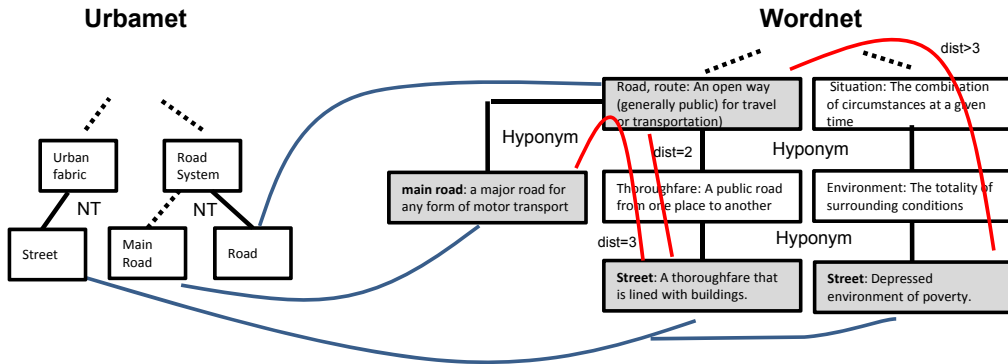 Urbamet
Wordnet
dist>3
Road, route: An open way
(generally public) for travel
or transportation)
Situation: The combination
of circumstances at a given
time
Hyponym
dist=2
Hyponym
Urban
fabric
Road
System
main road: a major road for
any form of motor transport
Thoroughfare: A public road
from one place to another
Environment: The totality of
surrounding conditions
NT
NT
Street
Main
Road
Road
dist=3
Hyponym
Street: A thoroughfare that
is lined with buildings.
Street: Depressed
environment of poverty.